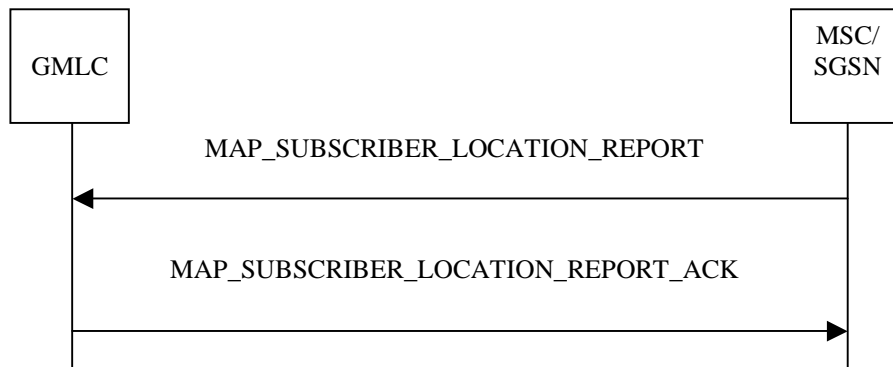 GMLC
MSC/
SGSN
MAP_SUBSCRIBER_LOCATION_REPORT
MAP_SUBSCRIBER_LOCATION_REPORT_ACK